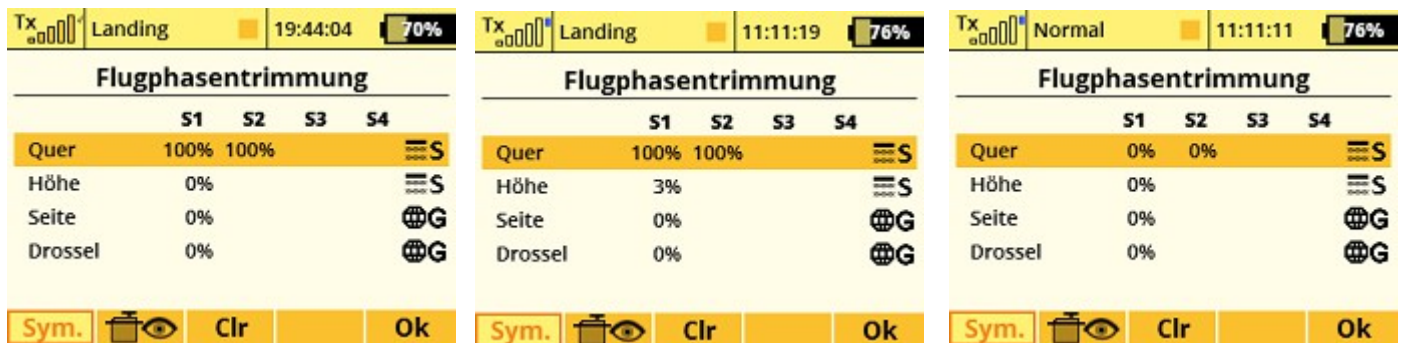 Tx Landing 19:44:04 70%
Flugphasentrimmung
S1 S2 S3 S4
Quer 100% 100% S
Höhe 0% S
Seite 0% G
Drossel 0% G
Sym. Clr Ok
Tx Landing 11:11:19 76%
Flugphasentrimmung
S1 S2 S3 S4
Quer 100% 100% S
Höhe 3% S
Seite 0% G
Drossel 0% G
Sym. Clr Ok
Tx Normal 11:11:11 76%
Flugphasentrimmung
S1 S2 S3 S4
Quer 0% 0% S
Höhe 0% S
Seite 0% G
Drossel 0% G
Sym. Clr Ok